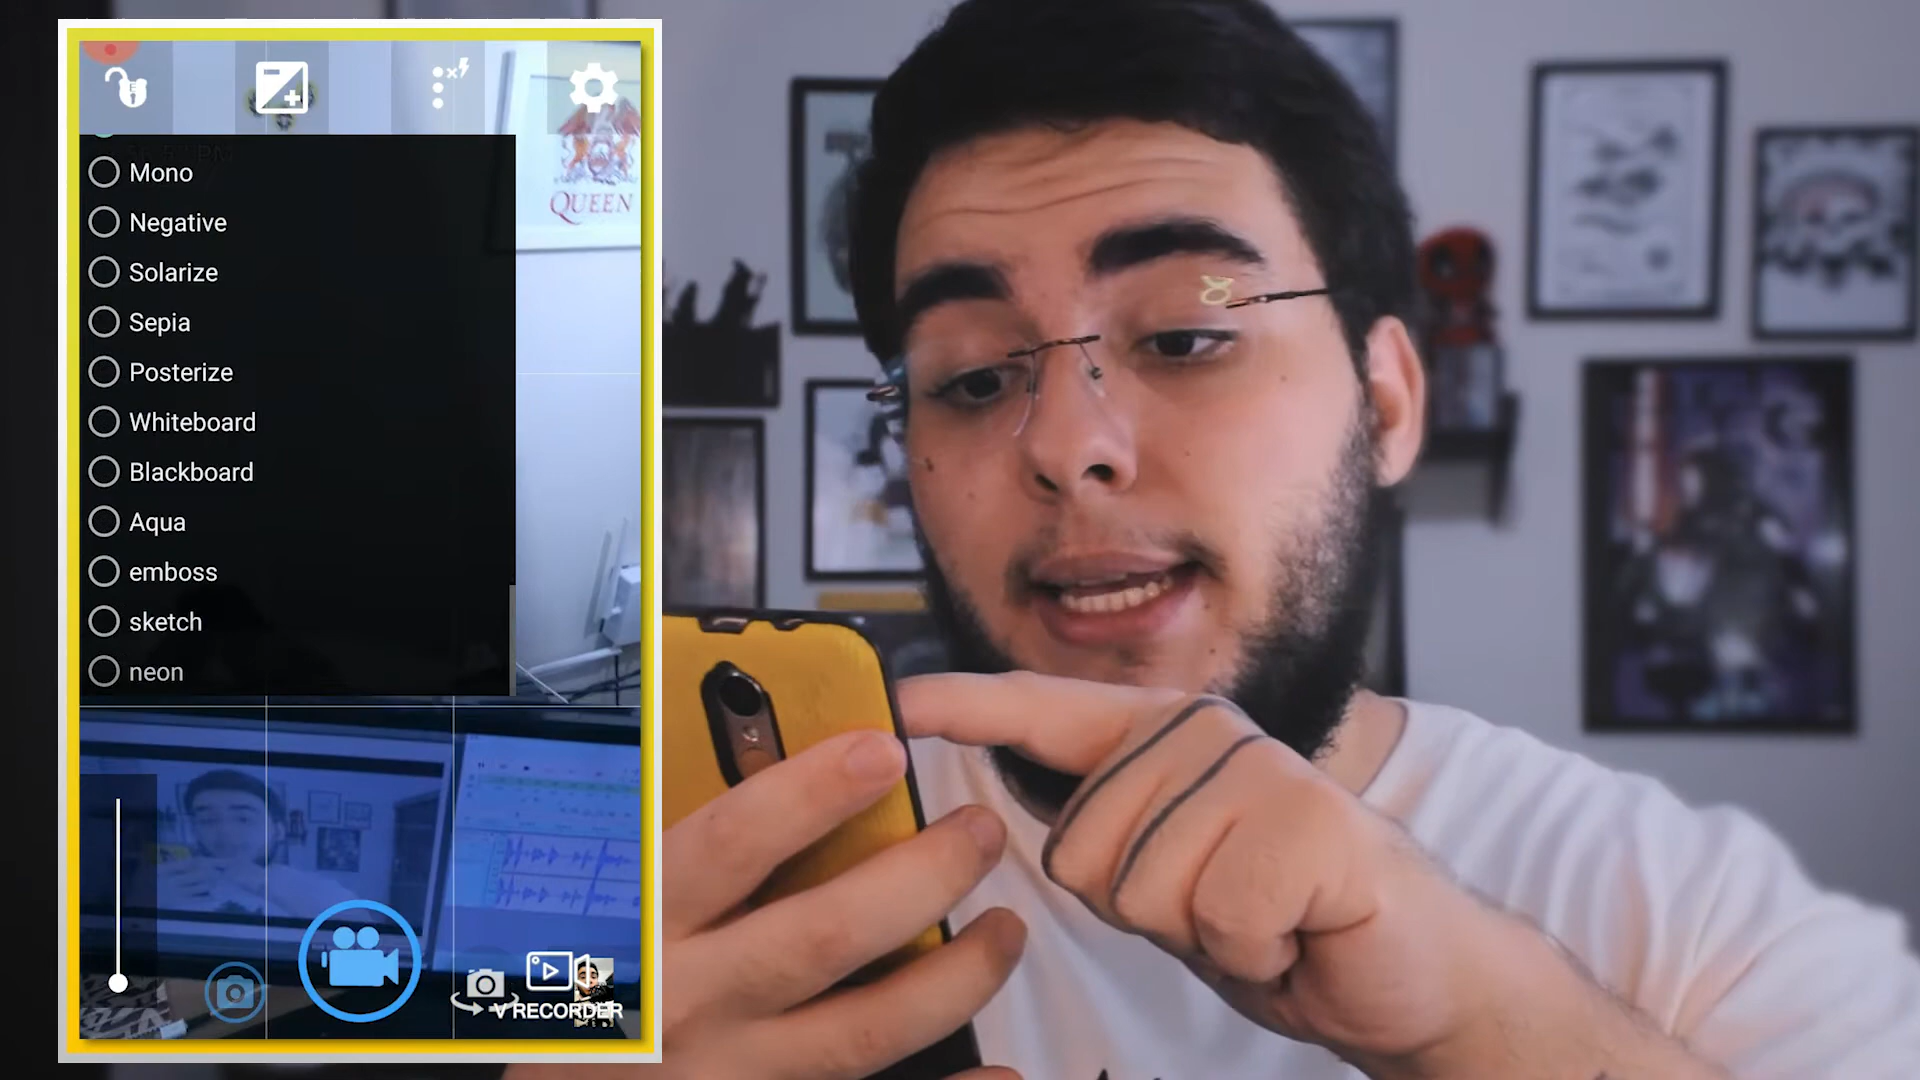 QUEEN
Mono
Negative
Solarize
Sepia
Posterize
Whiteboard
Blackboard
Aqua
emboss
sketch
neon
V RECORDER